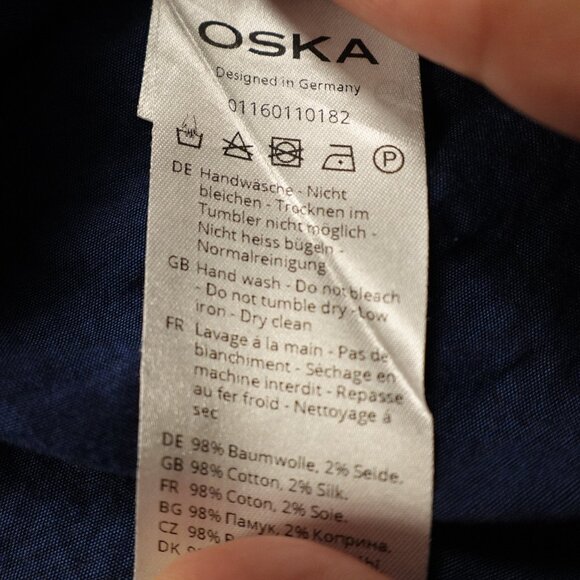 OSKA
Designed in Germany
01160110182
P
DE Handwäsche - Nicht
bleichen - Trocknen im
Tumbler nicht möglich -
Nicht heiss bügeln -
Normalreinigung
GB Hand wash - Do not bleach
- Do not tumble dry - Low
iron - Dry clean
FR Lavage à la main - Pas de
blanchiment - Séchage en
machine interdit - Repasse
au fer froid - Nettoyage à
sec
DE 98% Baumwolle, 2% Seide.
GB 98% Cotton, 2% Silk.
FR 98% Coton, 2% Soie.
BG 98% Памук, 2% Коприна.
CZ 98%
DK